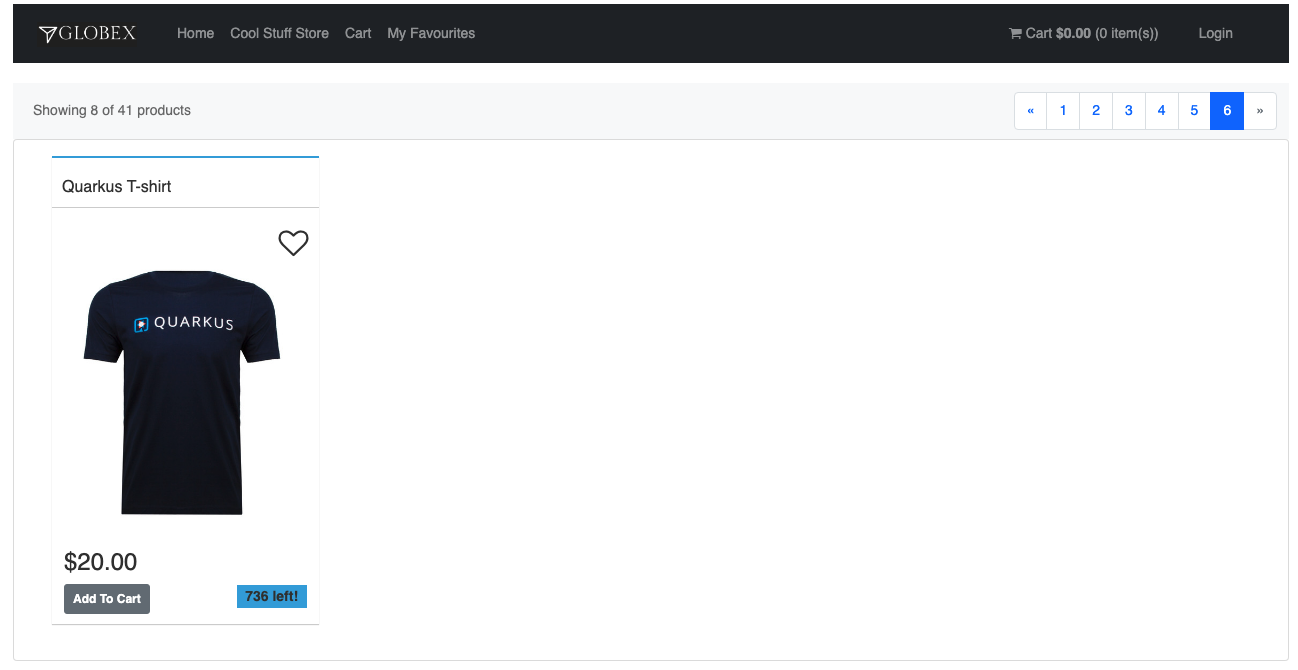 GLOBEX Home Cool Stuff Store Cart My Favourites Cart $0.00 (0 item(s)) Login
Showing 8 of 41 products « 1 2 3 4 5 6 »
Quarkus T-shirt
QUARKUS
$20.00
Add To Cart 736 left!